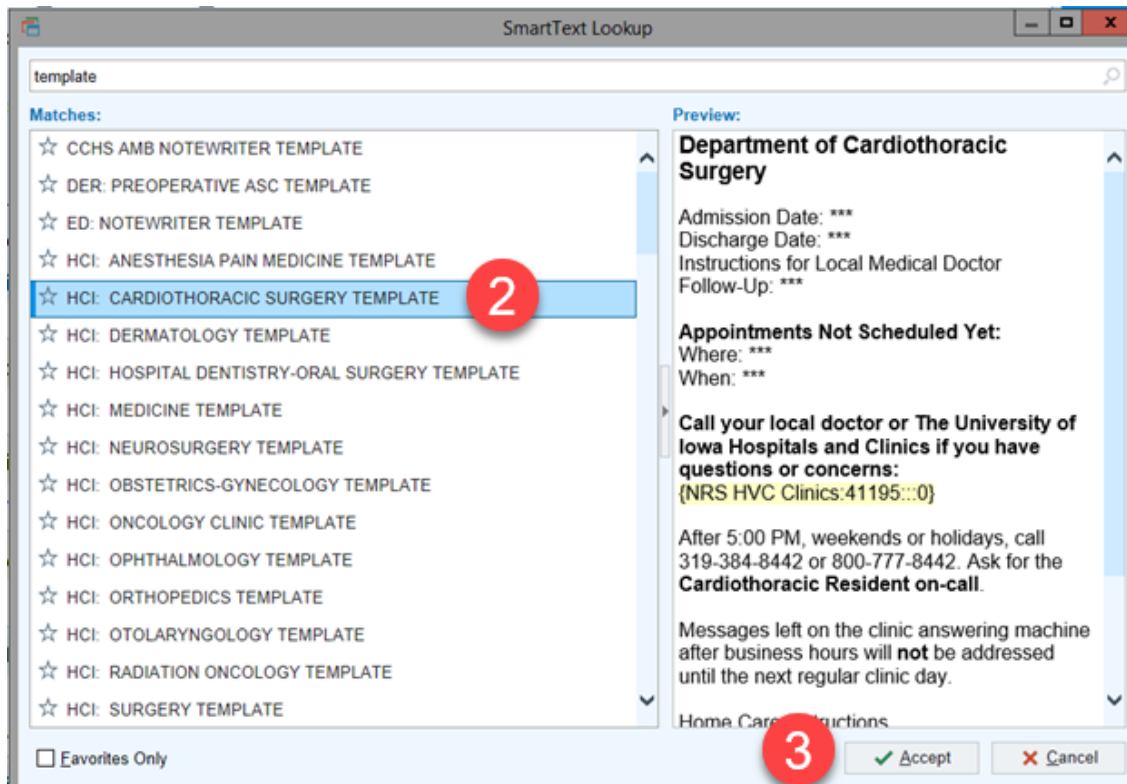 SmartText Lookup
template
Matches:
CCHS AMB NOTEWRITER TEMPLATE
DER: PREOPERATIVE ASC TEMPLATE
ED: NOTEWRITER TEMPLATE
HCI: ANESTHESIA PAIN MEDICINE TEMPLATE
HCI: CARDIOTHORACIC SURGERY TEMPLATE
2
HCI: DERMATOLOGY TEMPLATE
HCI: HOSPITAL DENTISTRY-ORAL SURGERY TEMPLATE
HCI: MEDICINE TEMPLATE
HCI: NEUROSURGERY TEMPLATE
HCI: OBSTETRICS-GYNECOLOGY TEMPLATE
HCI: ONCOLOGY CLINIC TEMPLATE
HCI: OPHTHALMOLOGY TEMPLATE
HCI: ORTHOPEDICS TEMPLATE
HCI: OTOLARYNGOLOGY TEMPLATE
HCI: RADIATION ONCOLOGY TEMPLATE
HCI: SURGERY TEMPLATE
Preview:
Department of Cardiothoracic
Surgery
Admission Date: ***
Discharge Date: ***
Instructions for Local Medical Doctor
Follow-Up: ***
Appointments Not Scheduled Yet:
Where: ***
When: ***
Call your local doctor or The University of
Iowa Hospitals and Clinics if you have
questions or concerns:
{NRS HVC Clinics:41195:::0}
After 5:00 PM, weekends or holidays, call
319-384-8442 or 800-777-8442. Ask for the
Cardiothoracic Resident on-call.
Messages left on the clinic answering machine
after business hours will not be addressed
until the next regular clinic day.
Home Care
Favorites Only
3
Accept
Cancel